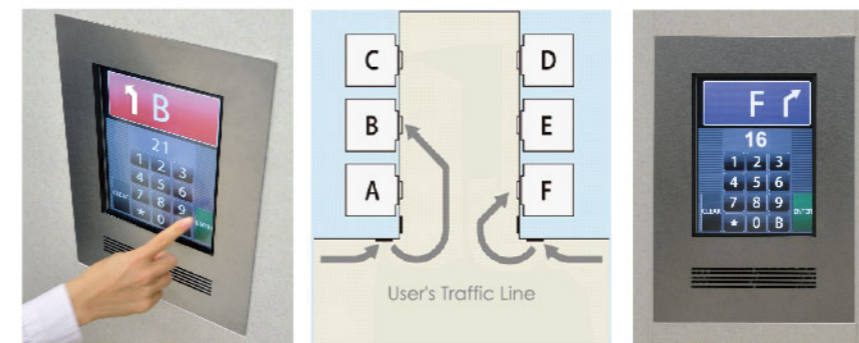 B
21
1 2 3
4 5 6
7 8 9
* 0
C
B
A
D
E
F
User's Traffic Line
F
16
1 2 3
4 5 6
7 8 9
CLEAR * 0 B ENTER